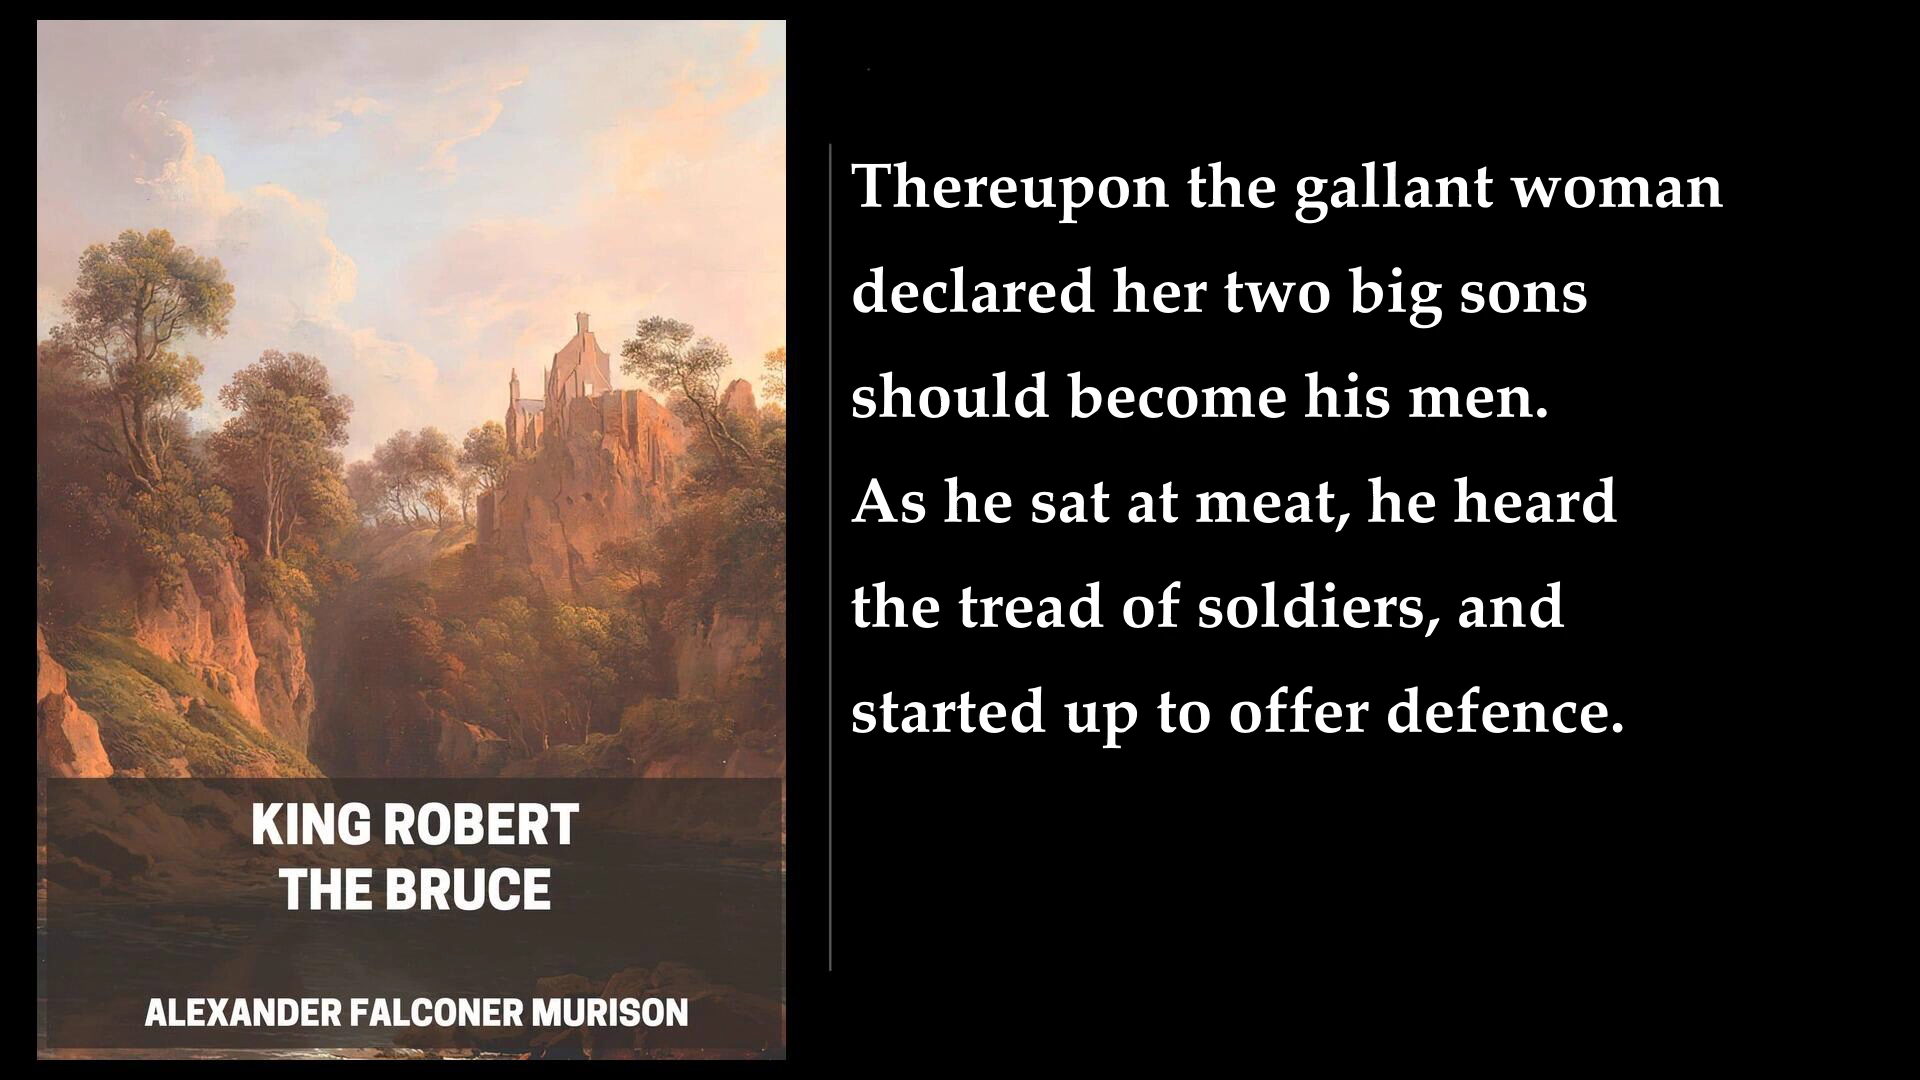 KING ROBERT
THE BRUCE
ALEXANDER FALCONER MURISON
Thereupon the gallant woman
declared her two big sons
should become his men.
As he sat at meat, he heard
the tread of soldiers, and
started up to offer defence.